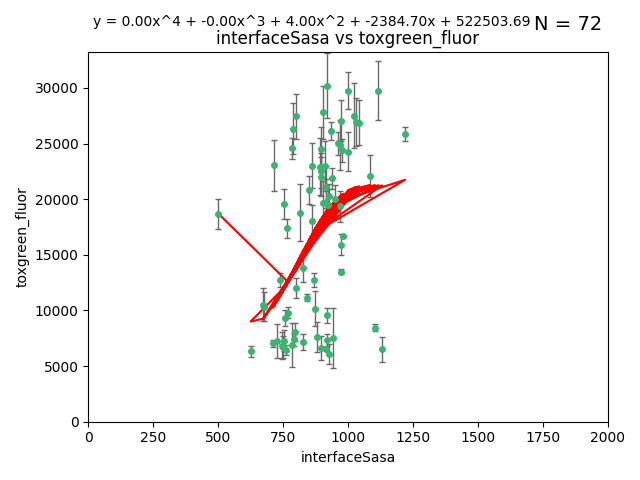 y = 0.00x^4 + -0.00x^3 + 4.00x^2 + -2384.70x + 522503.69 N = 72
interfaceSasa vs toxgreen_fluor
30000
25000
20000
15000
10000
5000
0
toxgreen_fluor
0 250 500 750 1000 1250 1500 1750 2000
interfaceSasa